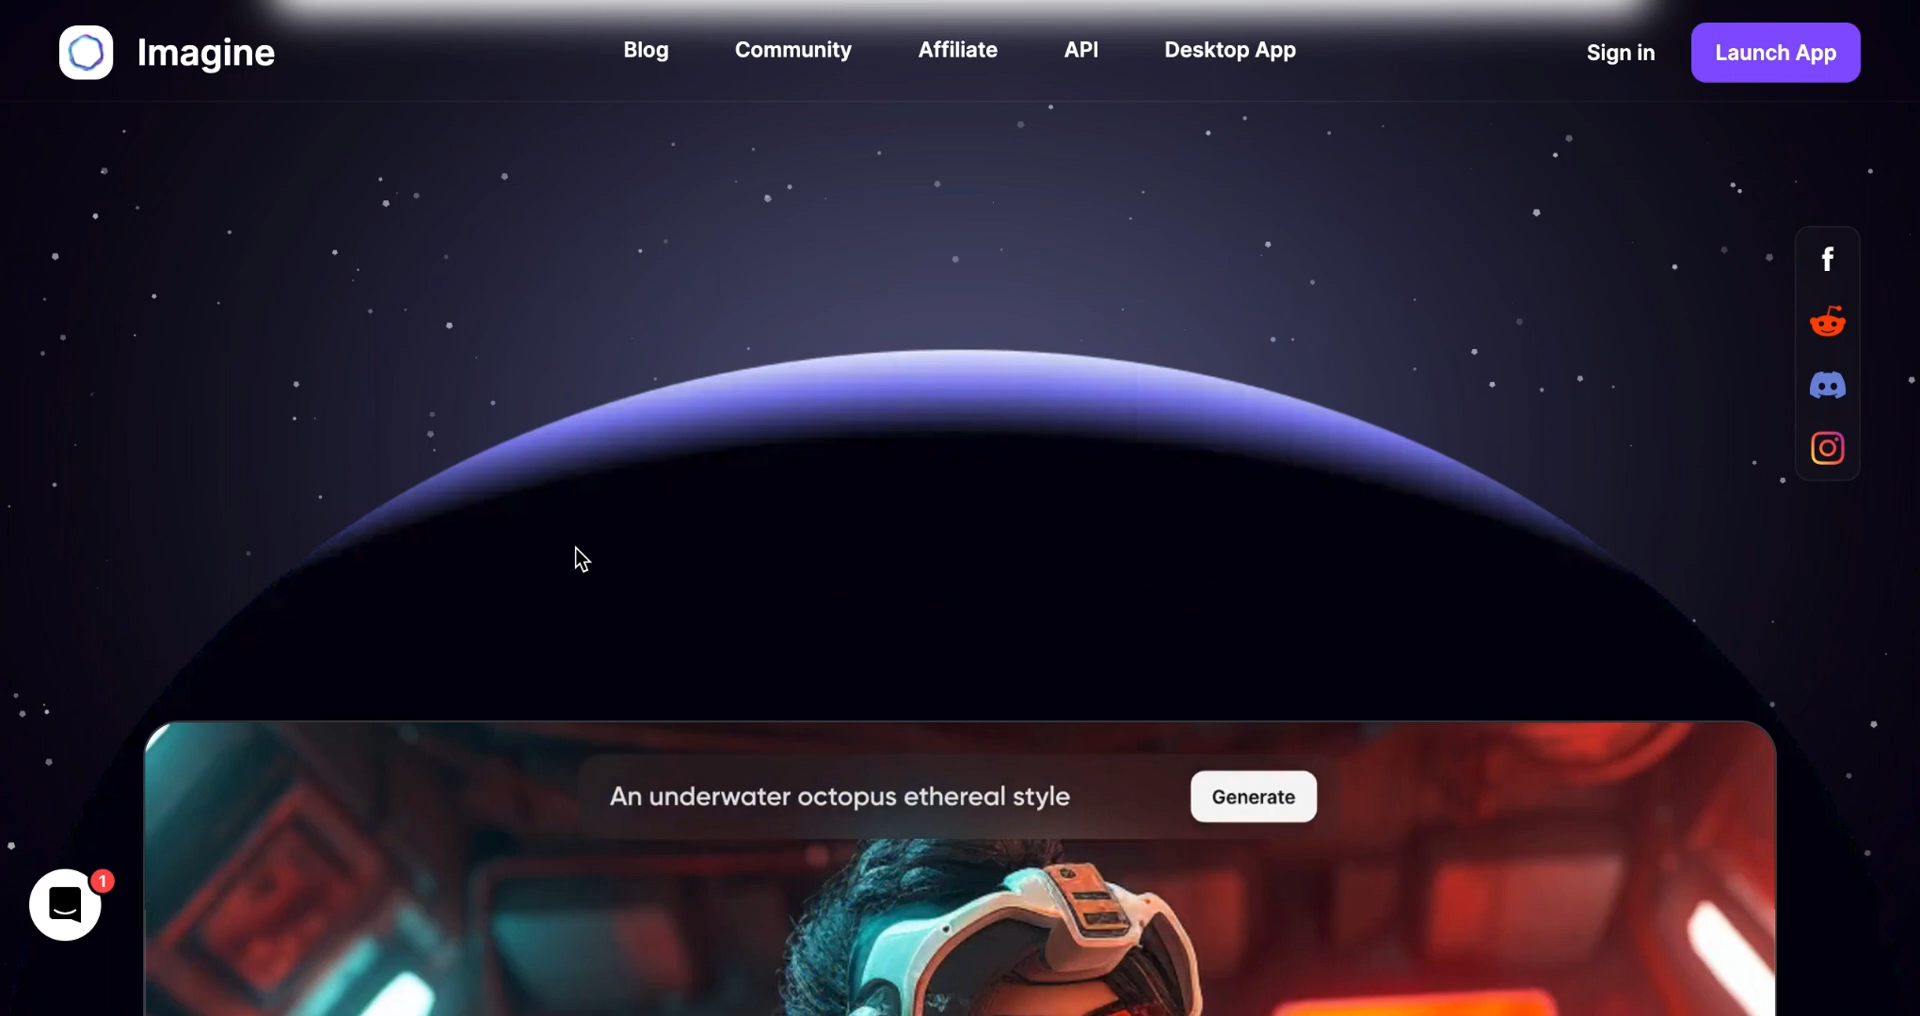 Imagine
Blog
Community
Affiliate
API
Desktop App
Sign in
Launch App
An underwater octopus ethereal style
Generate
1